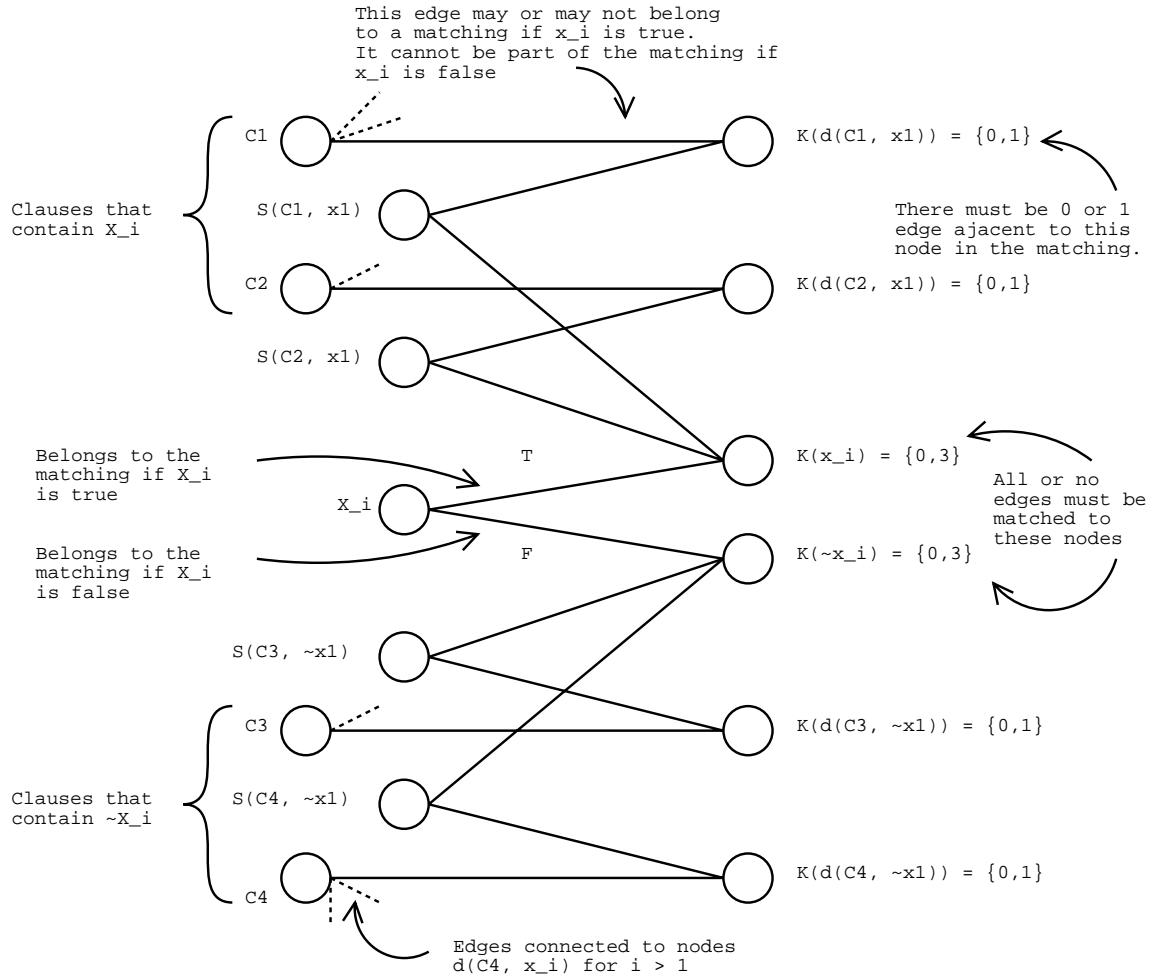 This edge may or may not belong
to a matching if x_i is true.
It cannot be part of the matching if
x_i is false
C1
K(d(C1, x1)) = {0,1}
Clauses that
contain X_i
S(C1, x1)
There must be 0 or 1
edge ajacent to this
node in the matching.
C2
K(d(C2, x1)) = {0,1}
S(C2, x1)
Belongs to the
matching if X_i
is true
T
K(x_i) = {0,3}
X_i
All or no
edges must be
matched to
these nodes
Belongs to the
matching if X_i
is false
F
K(~x_i) = {0,3}
S(C3, ~x1)
C3
K(d(C3, ~x1)) = {0,1}
Clauses that
contain ~X_i
S(C4, ~x1)
C4
K(d(C4, ~x1)) = {0,1}
Edges connected to nodes
d(C4, x_i) for i > 1